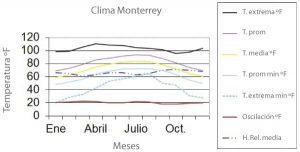 Clima Monterrey
Temperatura ºF
120
100
80
60
40
20
0
Ene
Abril
Julio
Oct.
Meses
T. extrema ºF
T. prom
T. media ºF
T. prom min ºF
T. extrema min ºF
Oscilación ºF
H. Rel. media